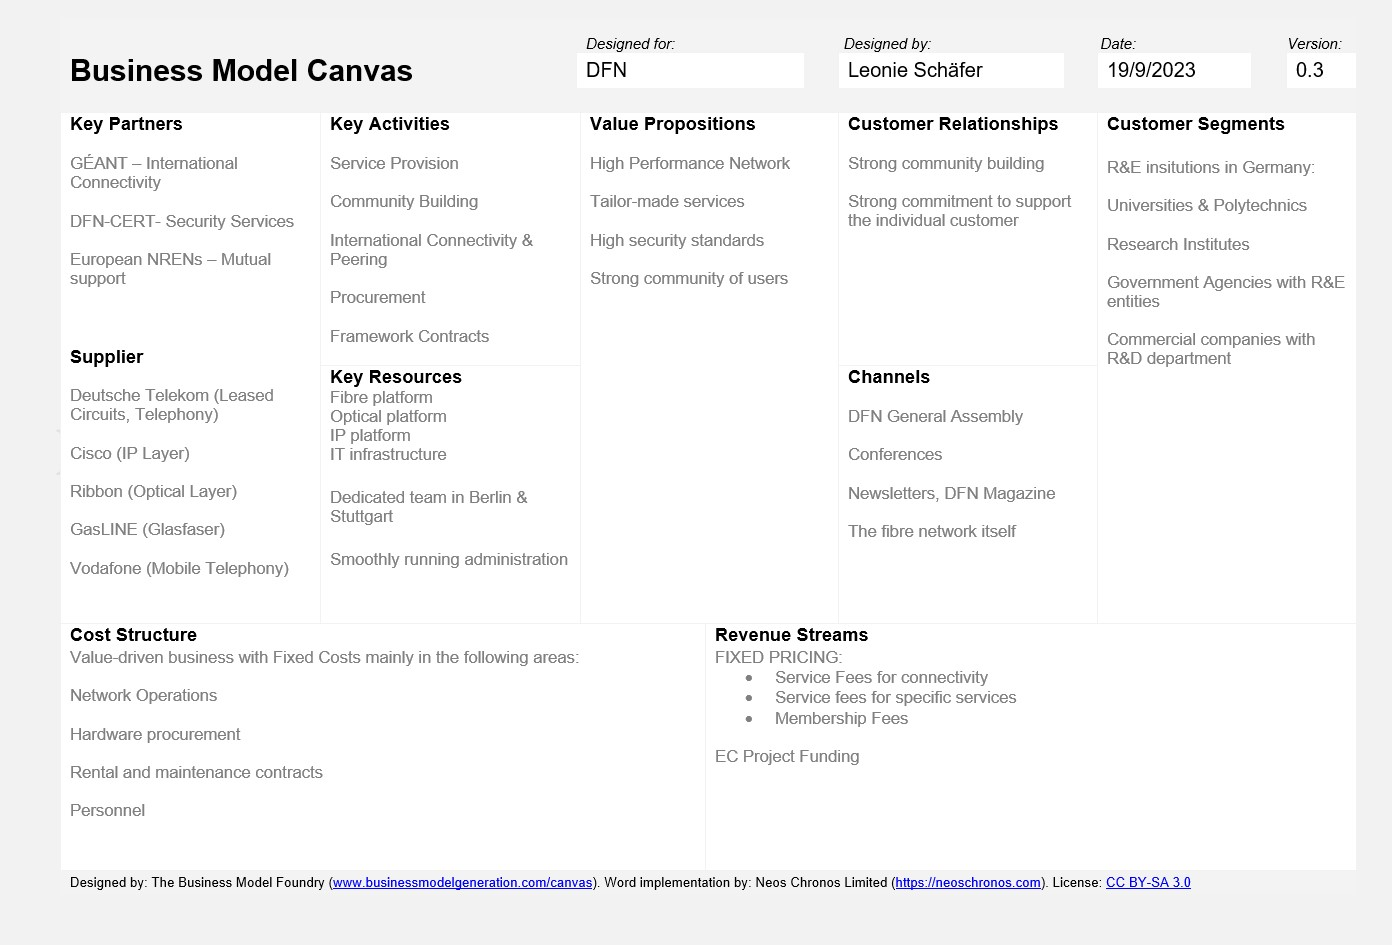 Business Model Canvas
Designed for:
DFN
Designed by:
Leonie Schäfer
Date:
19/9/2023
Version:
0.3
Key Partners
GÉANT – International
Connectivity
DFN-CERT- Security Services
European NRENs – Mutual
support
Supplier
Deutsche Telekom (Leased
Circuits, Telephony)
Cisco (IP Layer)
Ribbon (Optical Layer)
GasLINE (Glasfaser)
Vodafone (Mobile Telephony)
Key Activities
Service Provision
Community Building
International Connectivity &
Peering
Procurement
Framework Contracts
Key Resources
Fibre platform
Optical platform
IP platform
IT infrastructure
Dedicated team in Berlin &
Stuttgart
Smoothly running administration
Value Propositions
High Performance Network
Tailor-made services
High security standards
Strong community of users
Customer Relationships
Strong community building
Strong commitment to support
the individual customer
Channels
DFN General Assembly
Conferences
Newsletters, DFN Magazine
The fibre network itself
Customer Segments
R&E insitutions in Germany:
Universities & Polytechnics
Research Institutes
Government Agencies with R&E
entities
Commercial companies with
R&D department
Cost Structure
Value-driven business with Fixed Costs mainly in the following areas:
Network Operations
Hardware procurement
Rental and maintenance contracts
Personnel
Revenue Streams
FIXED PRICING:
• Service Fees for connectivity
• Service fees for specific services
• Membership Fees
EC Project Funding
Designed by: The Business Model Foundry (www.businessmodelgeneration.com/canvas). Word implementation by: Neos Chronos Limited (https://neoschronos.com). License: CC BY-SA 3.0